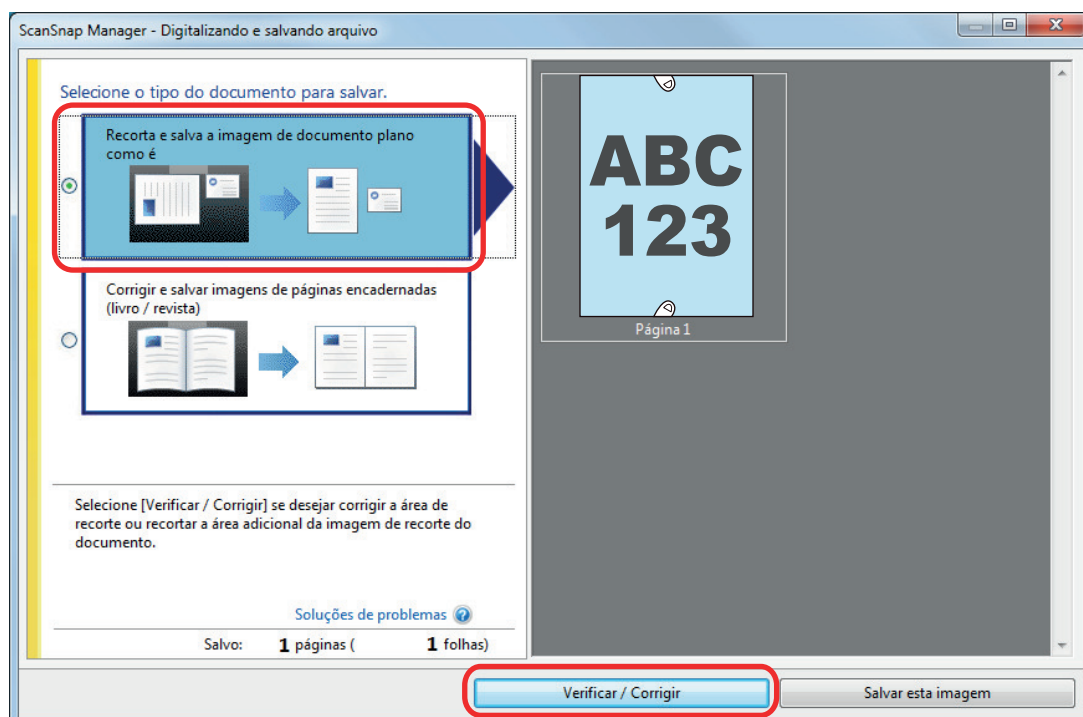 ScanSnap Manager - Digitalizando e salvando arquivo
Selecione o tipo do documento para salvar.
Recorta e salva a imagem de documento plano
como é
Corrigir e salvar imagens de páginas encadernadas
(livro / revista)
Selecione [Verificar / Corrigir] se desejar corrigir a área de
recorte ou recortar a área adicional da imagem de recorte do
documento.
Soluções de problemas ?
Salvo: 1 páginas ( 1 folhas)
ABC
123
Página 1
Verificar / Corrigir
Salvar esta imagem